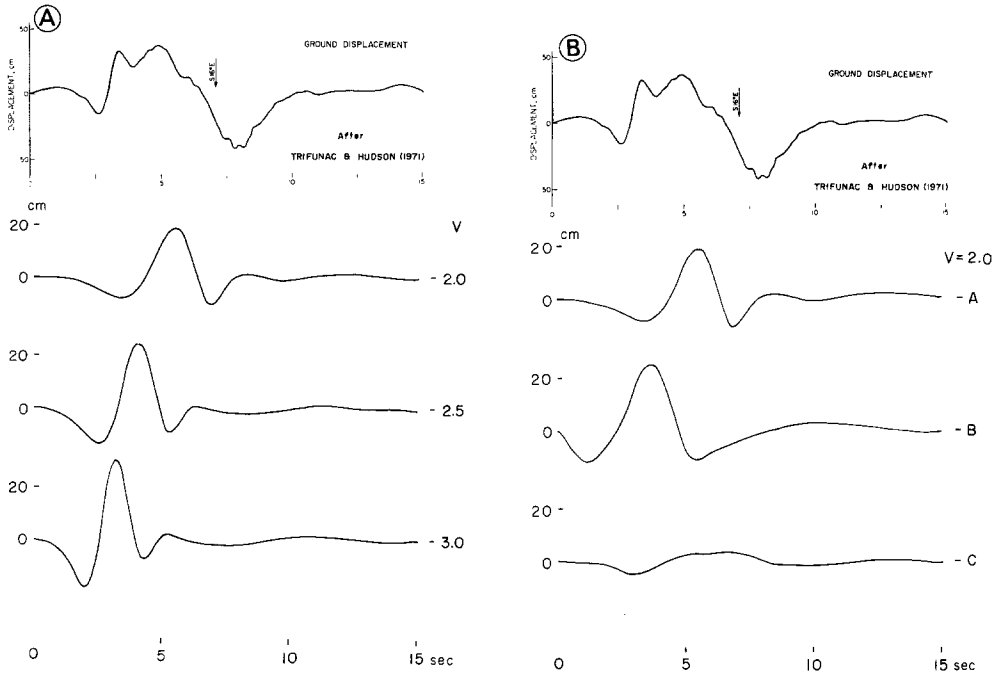 A
50
DISPLACEMENT, cm
0
50
GROUND DISPLACEMENT
S 16°E
After
TRIFUNAC & HUDSON (1971)
0 5 10 15
cm
V
20
0
- 2.0
20
0
- 2.5
20
0
- 3.0
0 5 10 15 sec
B
50
DISPLACEMENT, cm
0
50
GROUND DISPLACEMENT
S16°E
After
TRIFUNAC & HUDSON (1971)
0 5 10 15
cm
V = 2.0
20
0
- A
20
0
- B
20
0
- C
0 5 10 15 sec